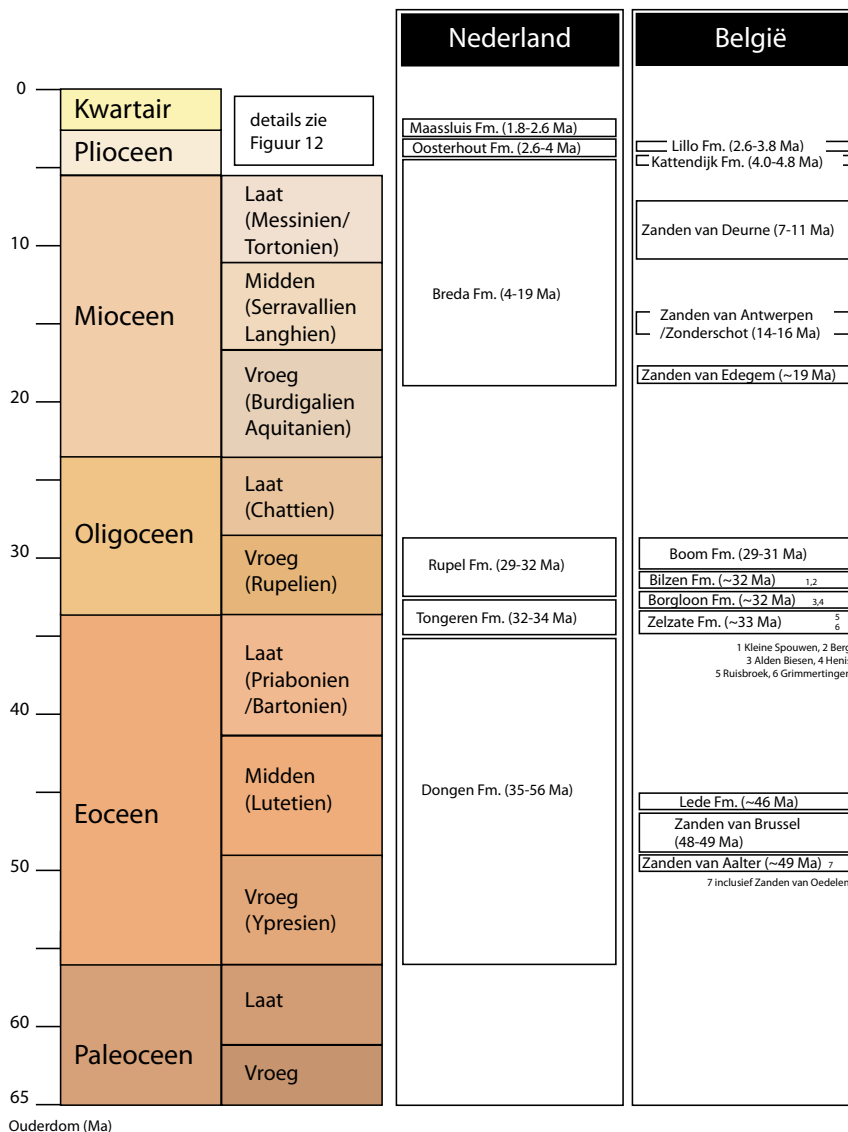 Nederland
België
0
Kwartair
Plioceen
details zie
Figuur 12
Maassluis Fm. (1.8-2.6 Ma)
Oosterhout Fm. (2.6-4 Ma)
Lillo Fm. (2.6-3.8 Ma)
Kattendijk Fm. (4.0-4.8 Ma)
10
Mioceen
Laat
(Messinien/
Tortonien)
Midden
(Serravallien
Langhien)
Vroeg
(Burdigalien
Aquitanien)
Breda Fm. (4-19 Ma)
Zanden van Deurne (7-11 Ma)
Zanden van Antwerpen
/Zonderschot (14-16 Ma)
Zanden van Edegem (~19 Ma)
20
Oligoceen
Laat
(Chattien)
30
Vroeg
(Rupelien)
Rupel Fm. (29-32 Ma)
Tongeren Fm. (32-34 Ma)
Boom Fm. (29-31 Ma)
Bilzen Fm. (~32 Ma) 1,2
Borgloon Fm. (~32 Ma) 3,4
Zelzate Fm. (~33 Ma) 5
6
1 Kleine Spouwen, 2 Berg
3 Alden Biesen, 4 Henis
5 Ruisbroek, 6 Grimmertingen
40
Eoceen
Laat
(Priabonien
/Bartonien)
Midden
(Lutetien)
Vroeg
(Ypresien)
Dongen Fm. (35-56 Ma)
Lede Fm. (~46 Ma)
Zanden van Brussel
(48-49 Ma)
Zanden van Aalter (~49 Ma) 7
7 inclusief Zanden van Oedelem
50
60
Paleoceen
Laat
Vroeg
65
Ouderdom (Ma)